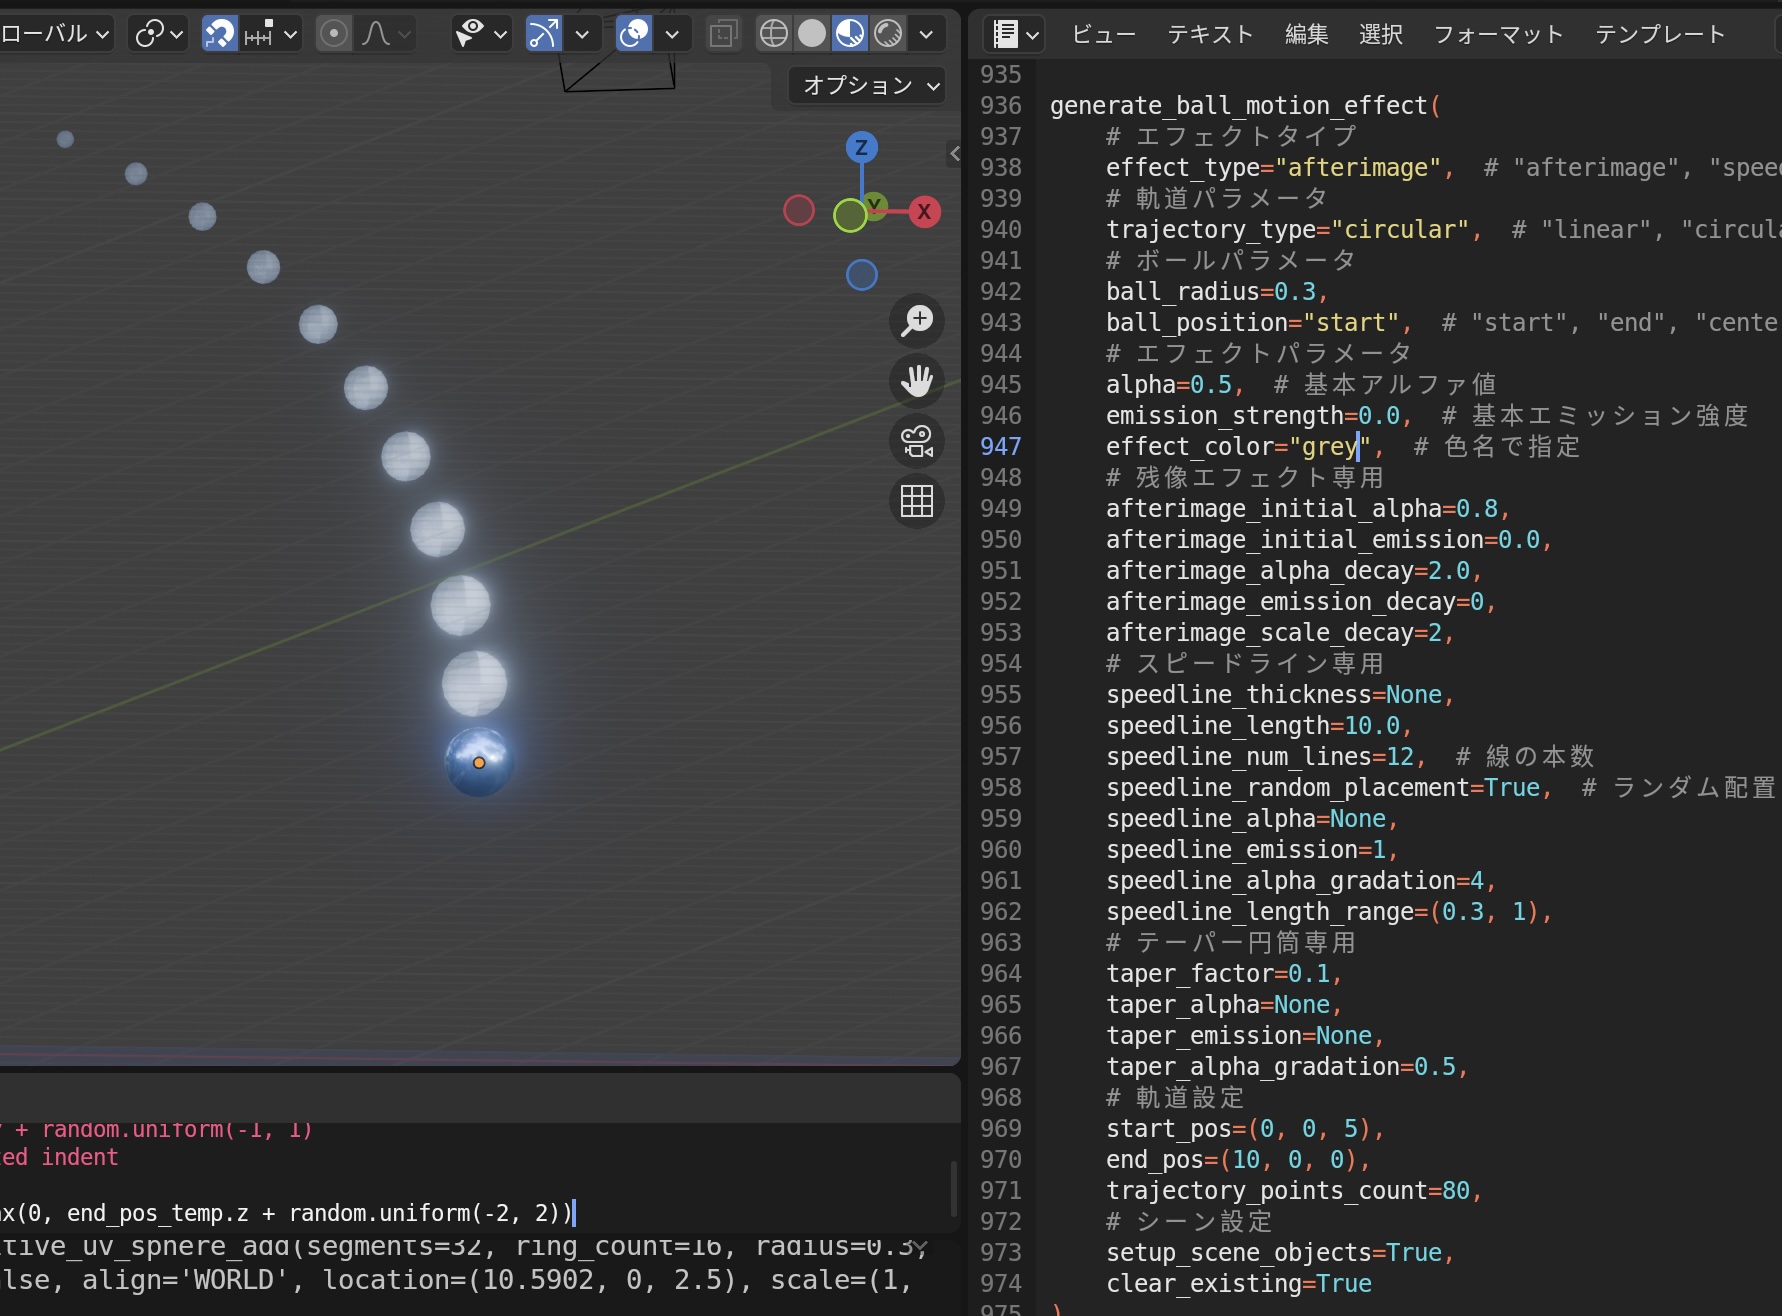 ローバル
オプション
Z
Y
X
y + random.uniform(-1, 1)
ted indent
ax(0, end_pos_temp.z + random.uniform(-2, 2))
itive_uv_sphere_add(segments=32, ring_count=16, radius=0.3,
alse, align='WORLD', location=(10.5902, 0, 2.5), scale=(1,
ビュー テキスト 編集 選択 フォーマット テンプレート
935
936 generate_ball_motion_effect(
937 # エフェクトタイプ
938 effect_type="afterimage", # "afterimage", "speed
939 # 軌道パラメータ
940 trajectory_type="circular", # "linear", "circula
941 # ボールパラメータ
942 ball_radius=0.3,
943 ball_position="start", # "start", "end", "cente
944 # エフェクトパラメータ
945 alpha=0.5, # 基本アルファ値
946 emission_strength=0.0, # 基本エミッション強度
947 effect_color="grey", # 色名で指定
948 # 残像エフェクト専用
949 afterimage_initial_alpha=0.8,
950 afterimage_initial_emission=0.0,
951 afterimage_alpha_decay=2.0,
952 afterimage_emission_decay=0,
953 afterimage_scale_decay=2,
954 # スピードライン専用
955 speedline_thickness=None,
956 speedline_length=10.0,
957 speedline_num_lines=12, # 線の本数
958 speedline_random_placement=True, # ランダム配置
959 speedline_alpha=None,
960 speedline_emission=1,
961 speedline_alpha_gradation=4,
962 speedline_length_range=(0.3, 1),
963 # テーパー円筒専用
964 taper_factor=0.1,
965 taper_alpha=None,
966 taper_emission=None,
967 taper_alpha_gradation=0.5,
968 # 軌道設定
969 start_pos=(0, 0, 5),
970 end_pos=(10, 0, 0),
971 trajectory_points_count=80,
972 # シーン設定
973 setup_scene_objects=True,
974 clear_existing=True
975 )